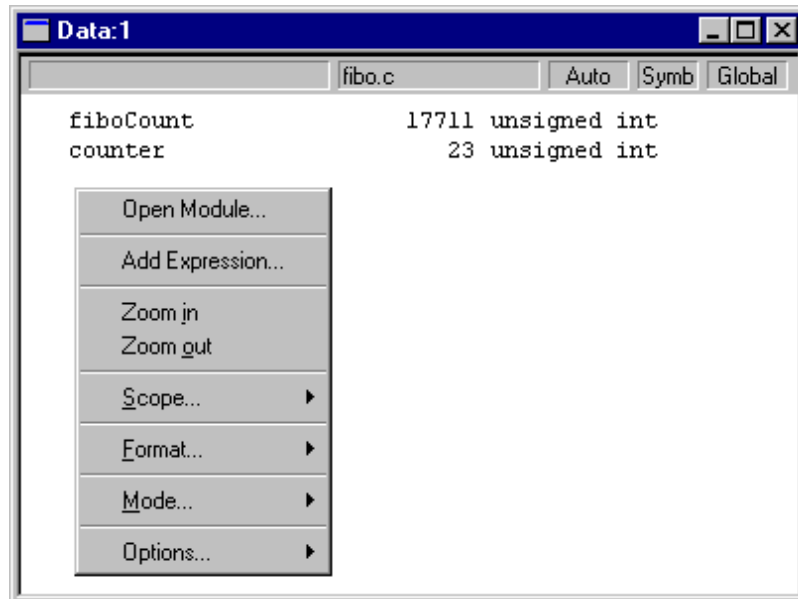 Data:1
fibo.c Auto Symb Global
fiboCount 17711 unsigned int
counter 23 unsigned int
Open Module...
Add Expression...
Zoom in
Zoom out
Scope...
Format...
Mode...
Options...